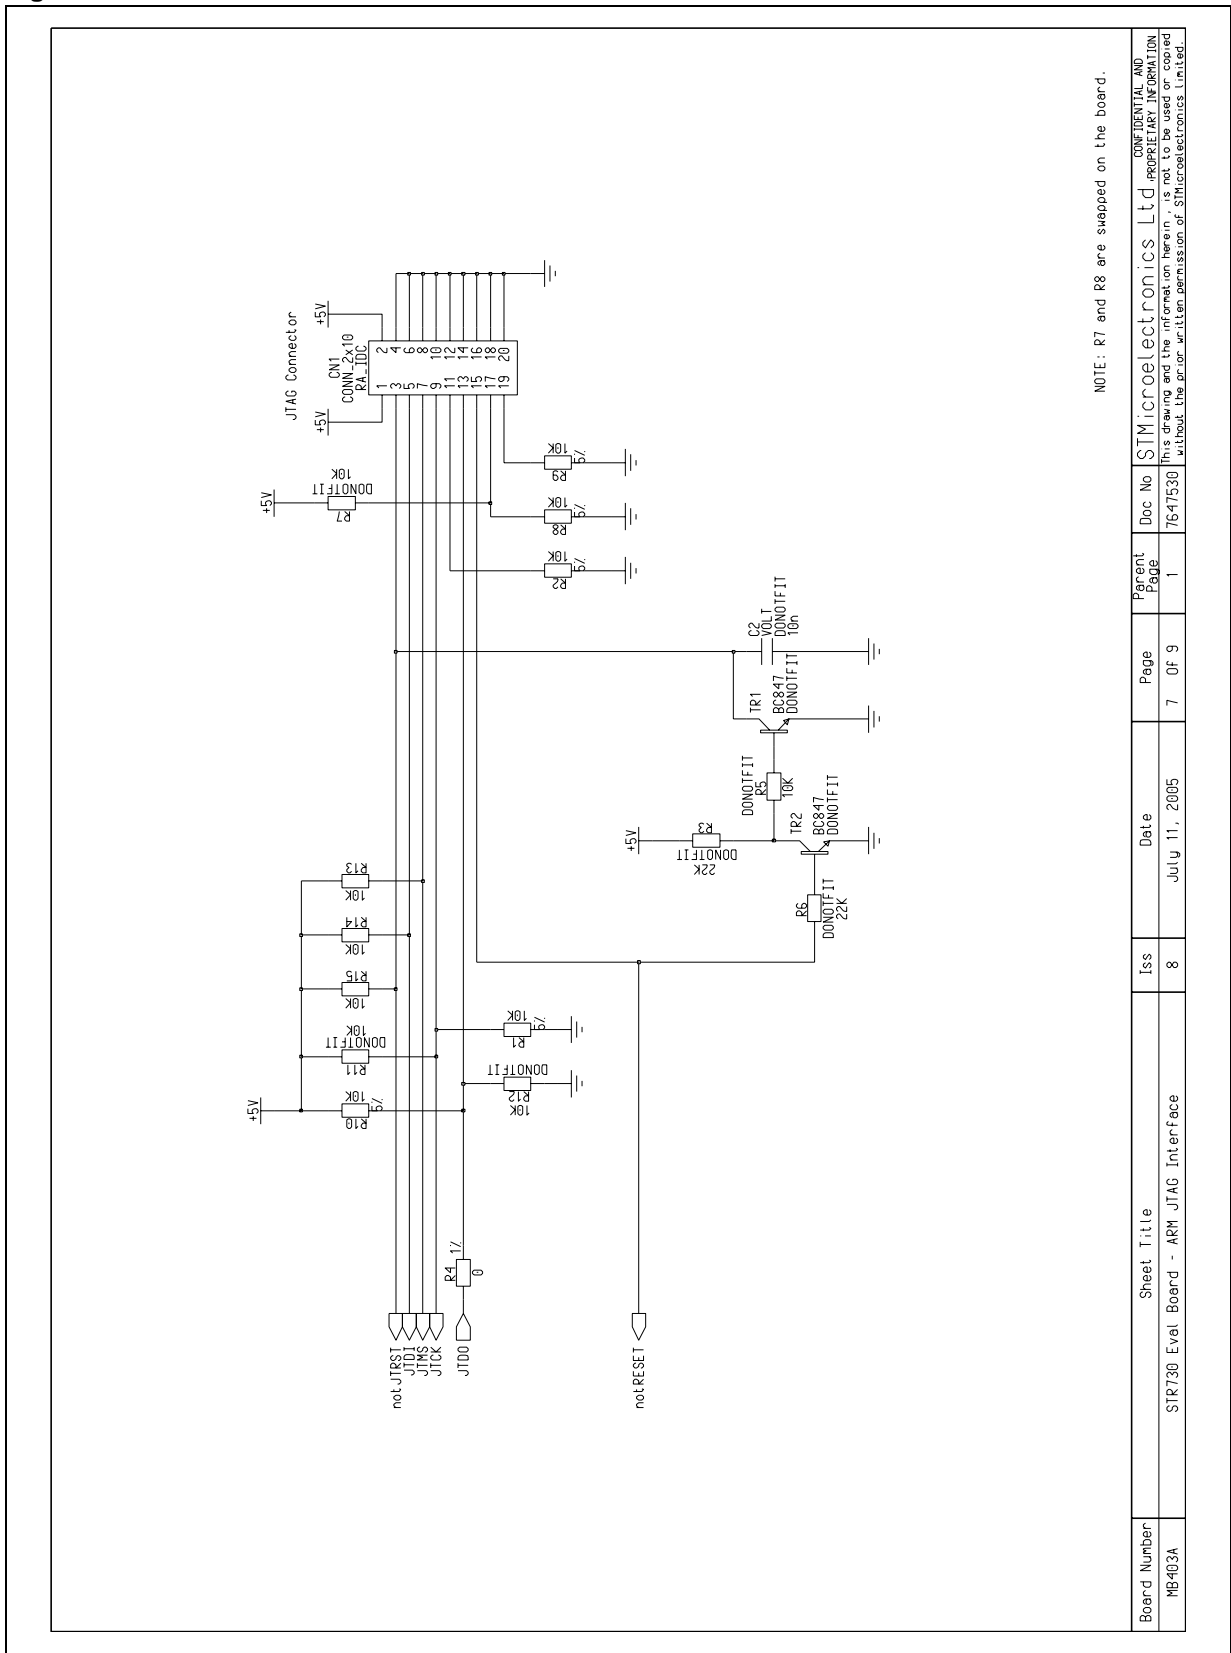 JTAG Connector
CN1
CONN_2x10
RA_IDC
+5V
+5V
1 2
3 4
5 6
7 8
9 10
11 12
13 14
15 16
17 18
19 20
+5V
R7
DONOTFIT
10K
R9
10K
5%
R8
10K
5%
R2
10K
5%
C2
VOLT
DONOTFIT
10n
TR1
BC847
DONOTFIT
DONOTFIT
R5
10K
+5V
R3
DONOTFIT
22K
TR2
BC847
DONOTFIT
R6
DONOTFIT
22K
R13
10K
R14
10K
R15
10K
R11
DONOTFIT
10K
R10
10K
5%
+5V
R1
10K
5%
R12
DONOTFIT
10K
R4
0
1%
notJTRST
JTDI
JTMS
JTCK
JTDO
notRESET
NOTE: R7 and R8 are swapped on the board.
Board Number
MB403A
Sheet Title
STR730 Eval Board - ARM JTAG Interface
Iss
8
Date
July 11, 2005
Page
7 Of 9
Parent
Page
1
Doc No
7647530
STMicroelectronics Ltd
CONFIDENTIAL AND
PROPRIETARY INFORMATION
This drawing and the information herein, is not to be used or copied
without the prior written permission of STMicroelectronics limited.